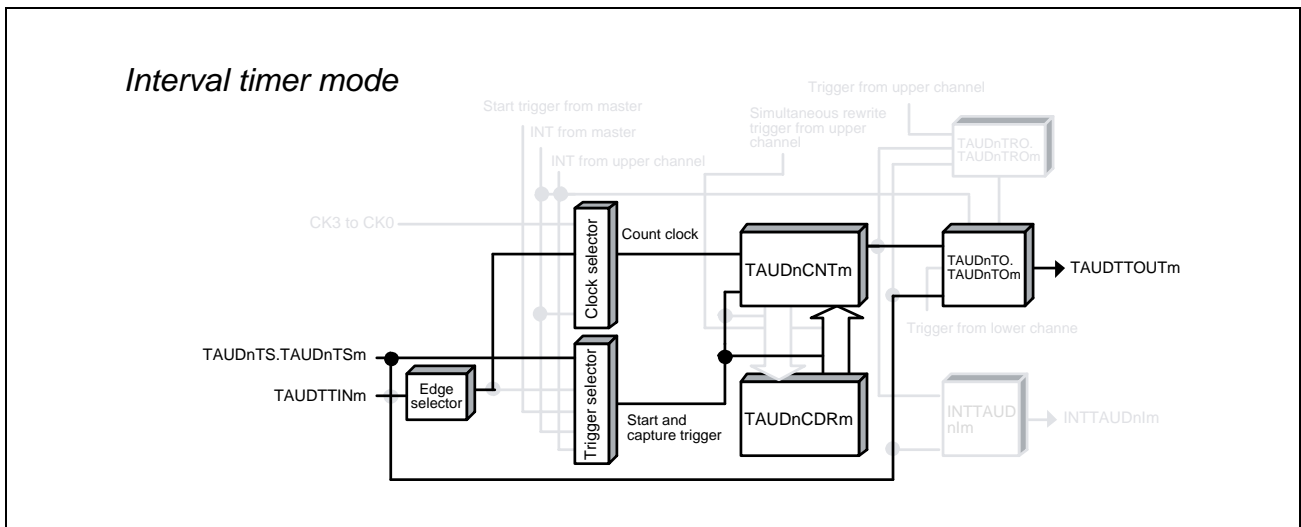 Interval timer mode
Trigger from upper channel
Start trigger from master
Simultaneous rewrite
trigger from upper
channel
INT from master
INT from upper channel
TAUDnTRO.
TAUDnTROm
CK3 to CK0
Clock selector
Count clock
TAUDnCNTm
TAUDnTO.
TAUDnTOm
TAUDTTOUTm
Trigger from lower channe
TAUDnTS.TAUDnTSm
TAUDTTINm
Edge
selector
Trigger selector
Start and
capture trigger
TAUDnCDRm
INTTAUD
nIm
INTTAUDnIm